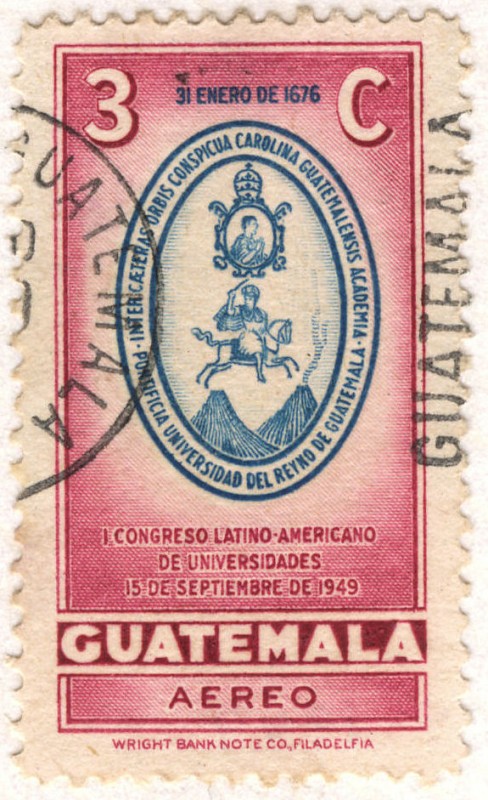 3 C
31 ENERO DE 1676
INTER CÆTERAS ORBIS CONSPICUA CAROLINA GUATEMALENSIS ACADEMIA ·
PONTIFICIA UNIVERSIDAD DEL REYNO DE GUATEMALA ·
GUATEMALA
GUATEMALA
I CONGRESO LATINO-AMERICANO
DE UNIVERSIDADES
15 DE SEPTIEMBRE DE 1949
GUATEMALA
AEREO
WRIGHT BANK NOTE CO., FILADELFIA